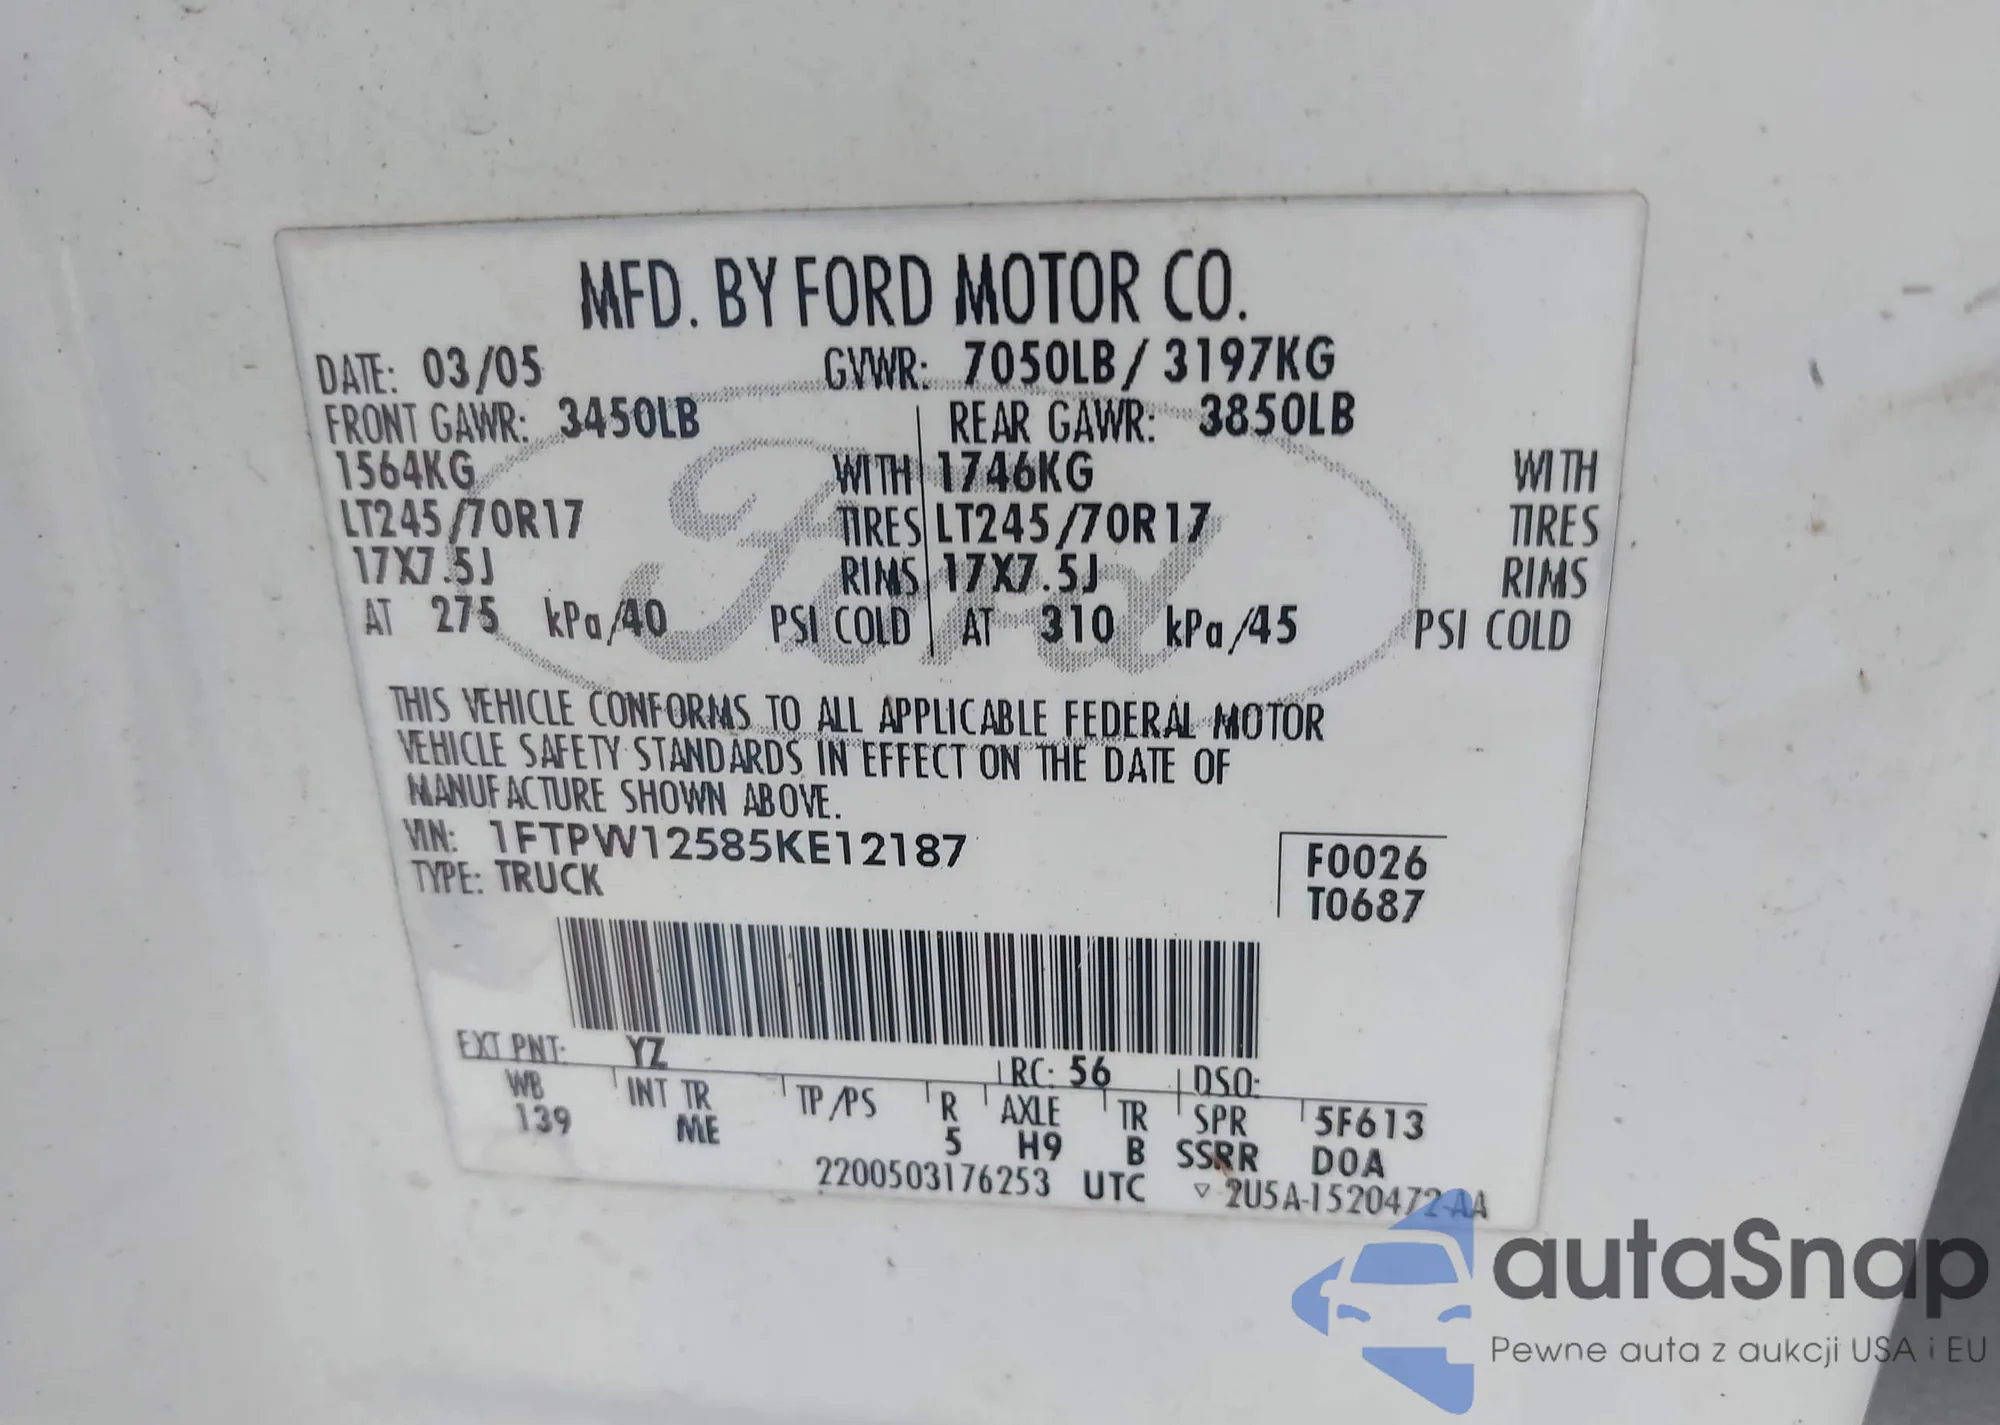 MFD. BY FORD MOTOR CO.
DATE: 03/05 GVWR: 7050LB / 3197KG
FRONT GAWR: 3450LB REAR GAWR: 3850LB
1564KG WITH 1746KG WITH
LT245/70R17 TIRES LT245/70R17 TIRES
17X7.5J RIMS 17X7.5J RIMS
AT 275 kPa/40 PSI COLD AT 310 kPa/45 PSI COLD
Ford
THIS VEHICLE CONFORMS TO ALL APPLICABLE FEDERAL MOTOR
VEHICLE SAFETY STANDARDS IN EFFECT ON THE DATE OF
MANUFACTURE SHOWN ABOVE.
VIN: 1FTPW12585KE12187
TYPE: TRUCK
F0026
T0687
EXT PNT: YZ RC: 56 DSO:
WB INT TR TP/PS R AXLE TR SPR 5F613
139 ME 5 H9 B SSRR DOA
2200503176253 UTC ▽ 2U5A-1520472-AA
autaSnap
Pewne auta z aukcji USA i EU